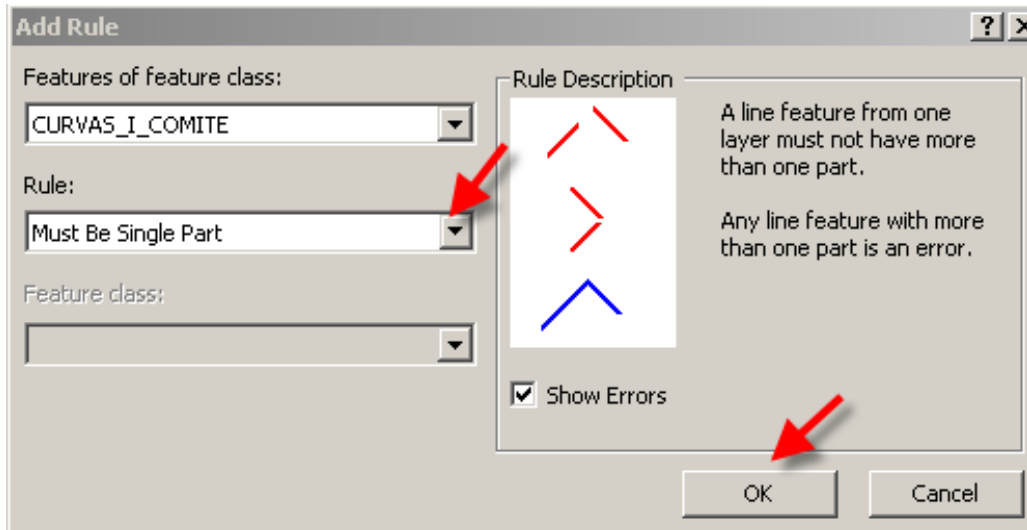 Add Rule
Features of feature class:
CURVAS_I_COMITE
Rule:
Must Be Single Part
Feature class:
Rule Description
A line feature from one
layer must not have more
than one part.
Any line feature with more
than one part is an error.
Show Errors
OK
Cancel